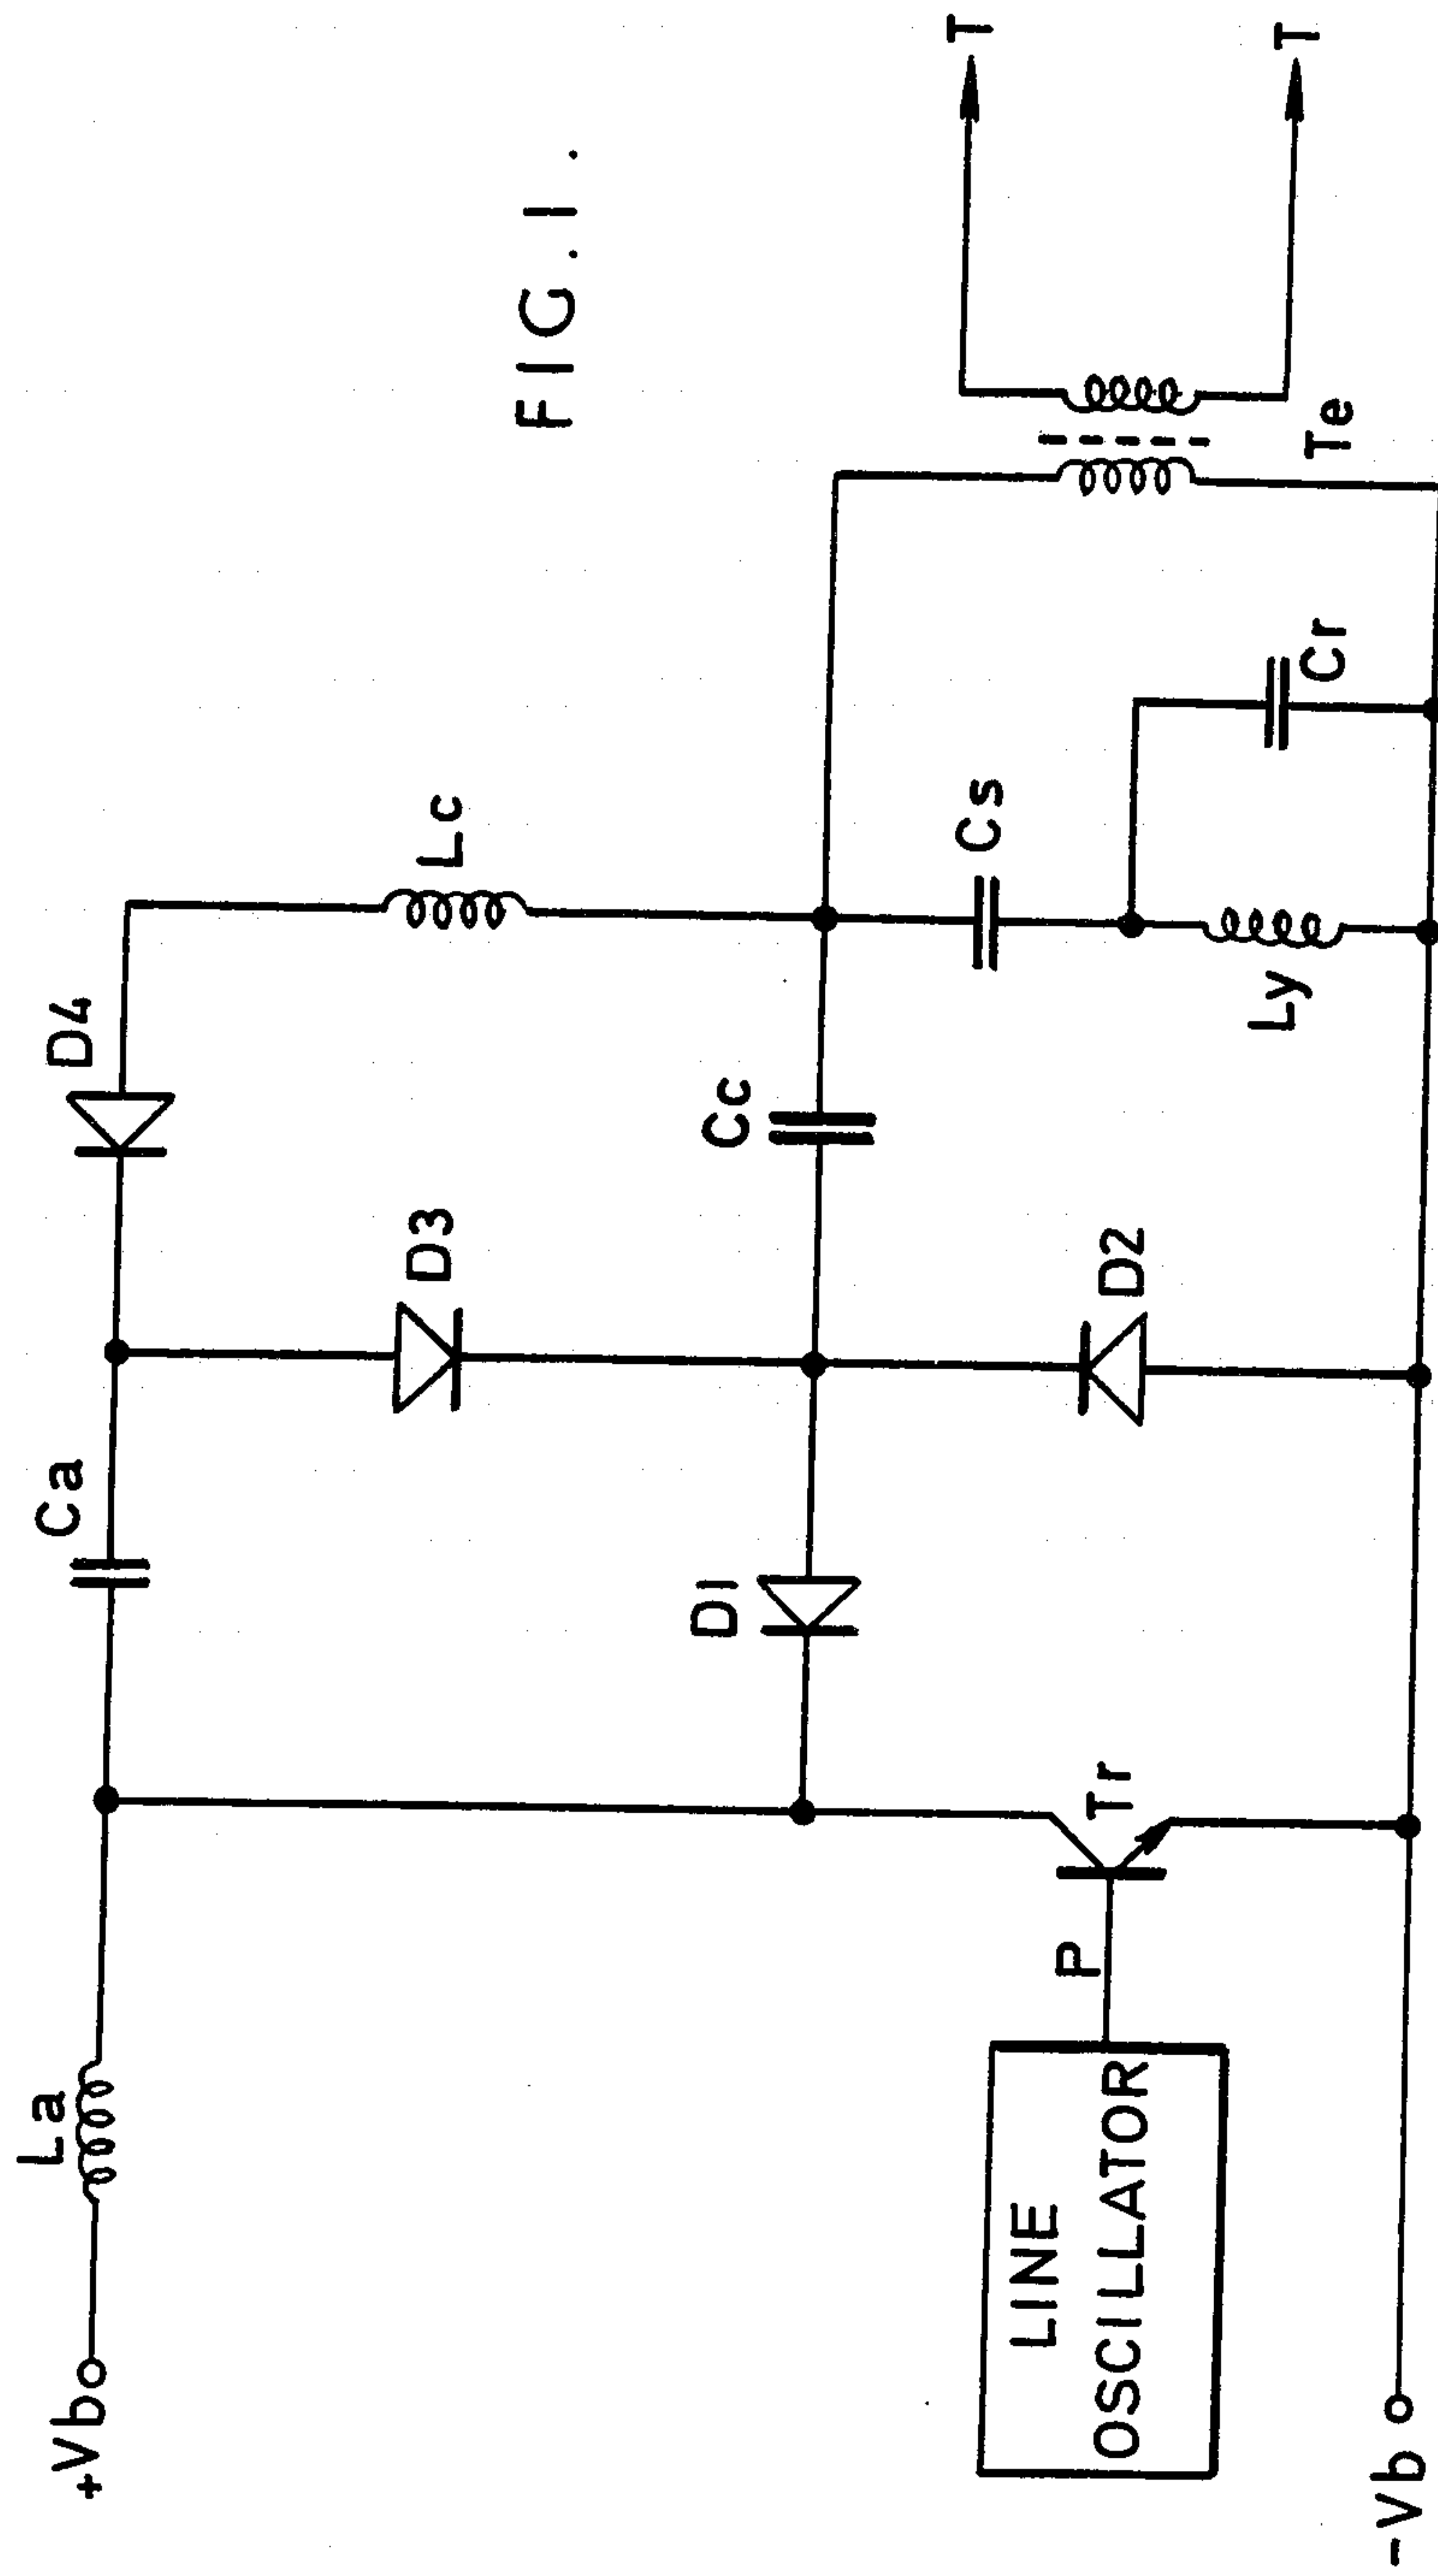 FIG.1.
+Vb
La
Ca
D4
D3
Lc
D1
Cc
D2
Cs
Ly
Cr
Te
T
T
Tr
P
LINE
OSCILLATOR
-Vb